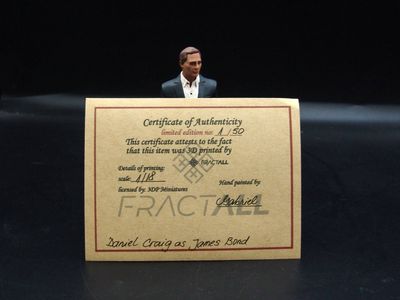 Certificate of Authenticity
limited edition no: 1/50
This certificate attests to the fact
that this item was 3D printed by
FRACTALL
Details of printing:
scale: 1/18
licensed by: 3DP Miniatures
Hand painted by:
Gabriel
FRACTALL
Daniel Craig as James Bond